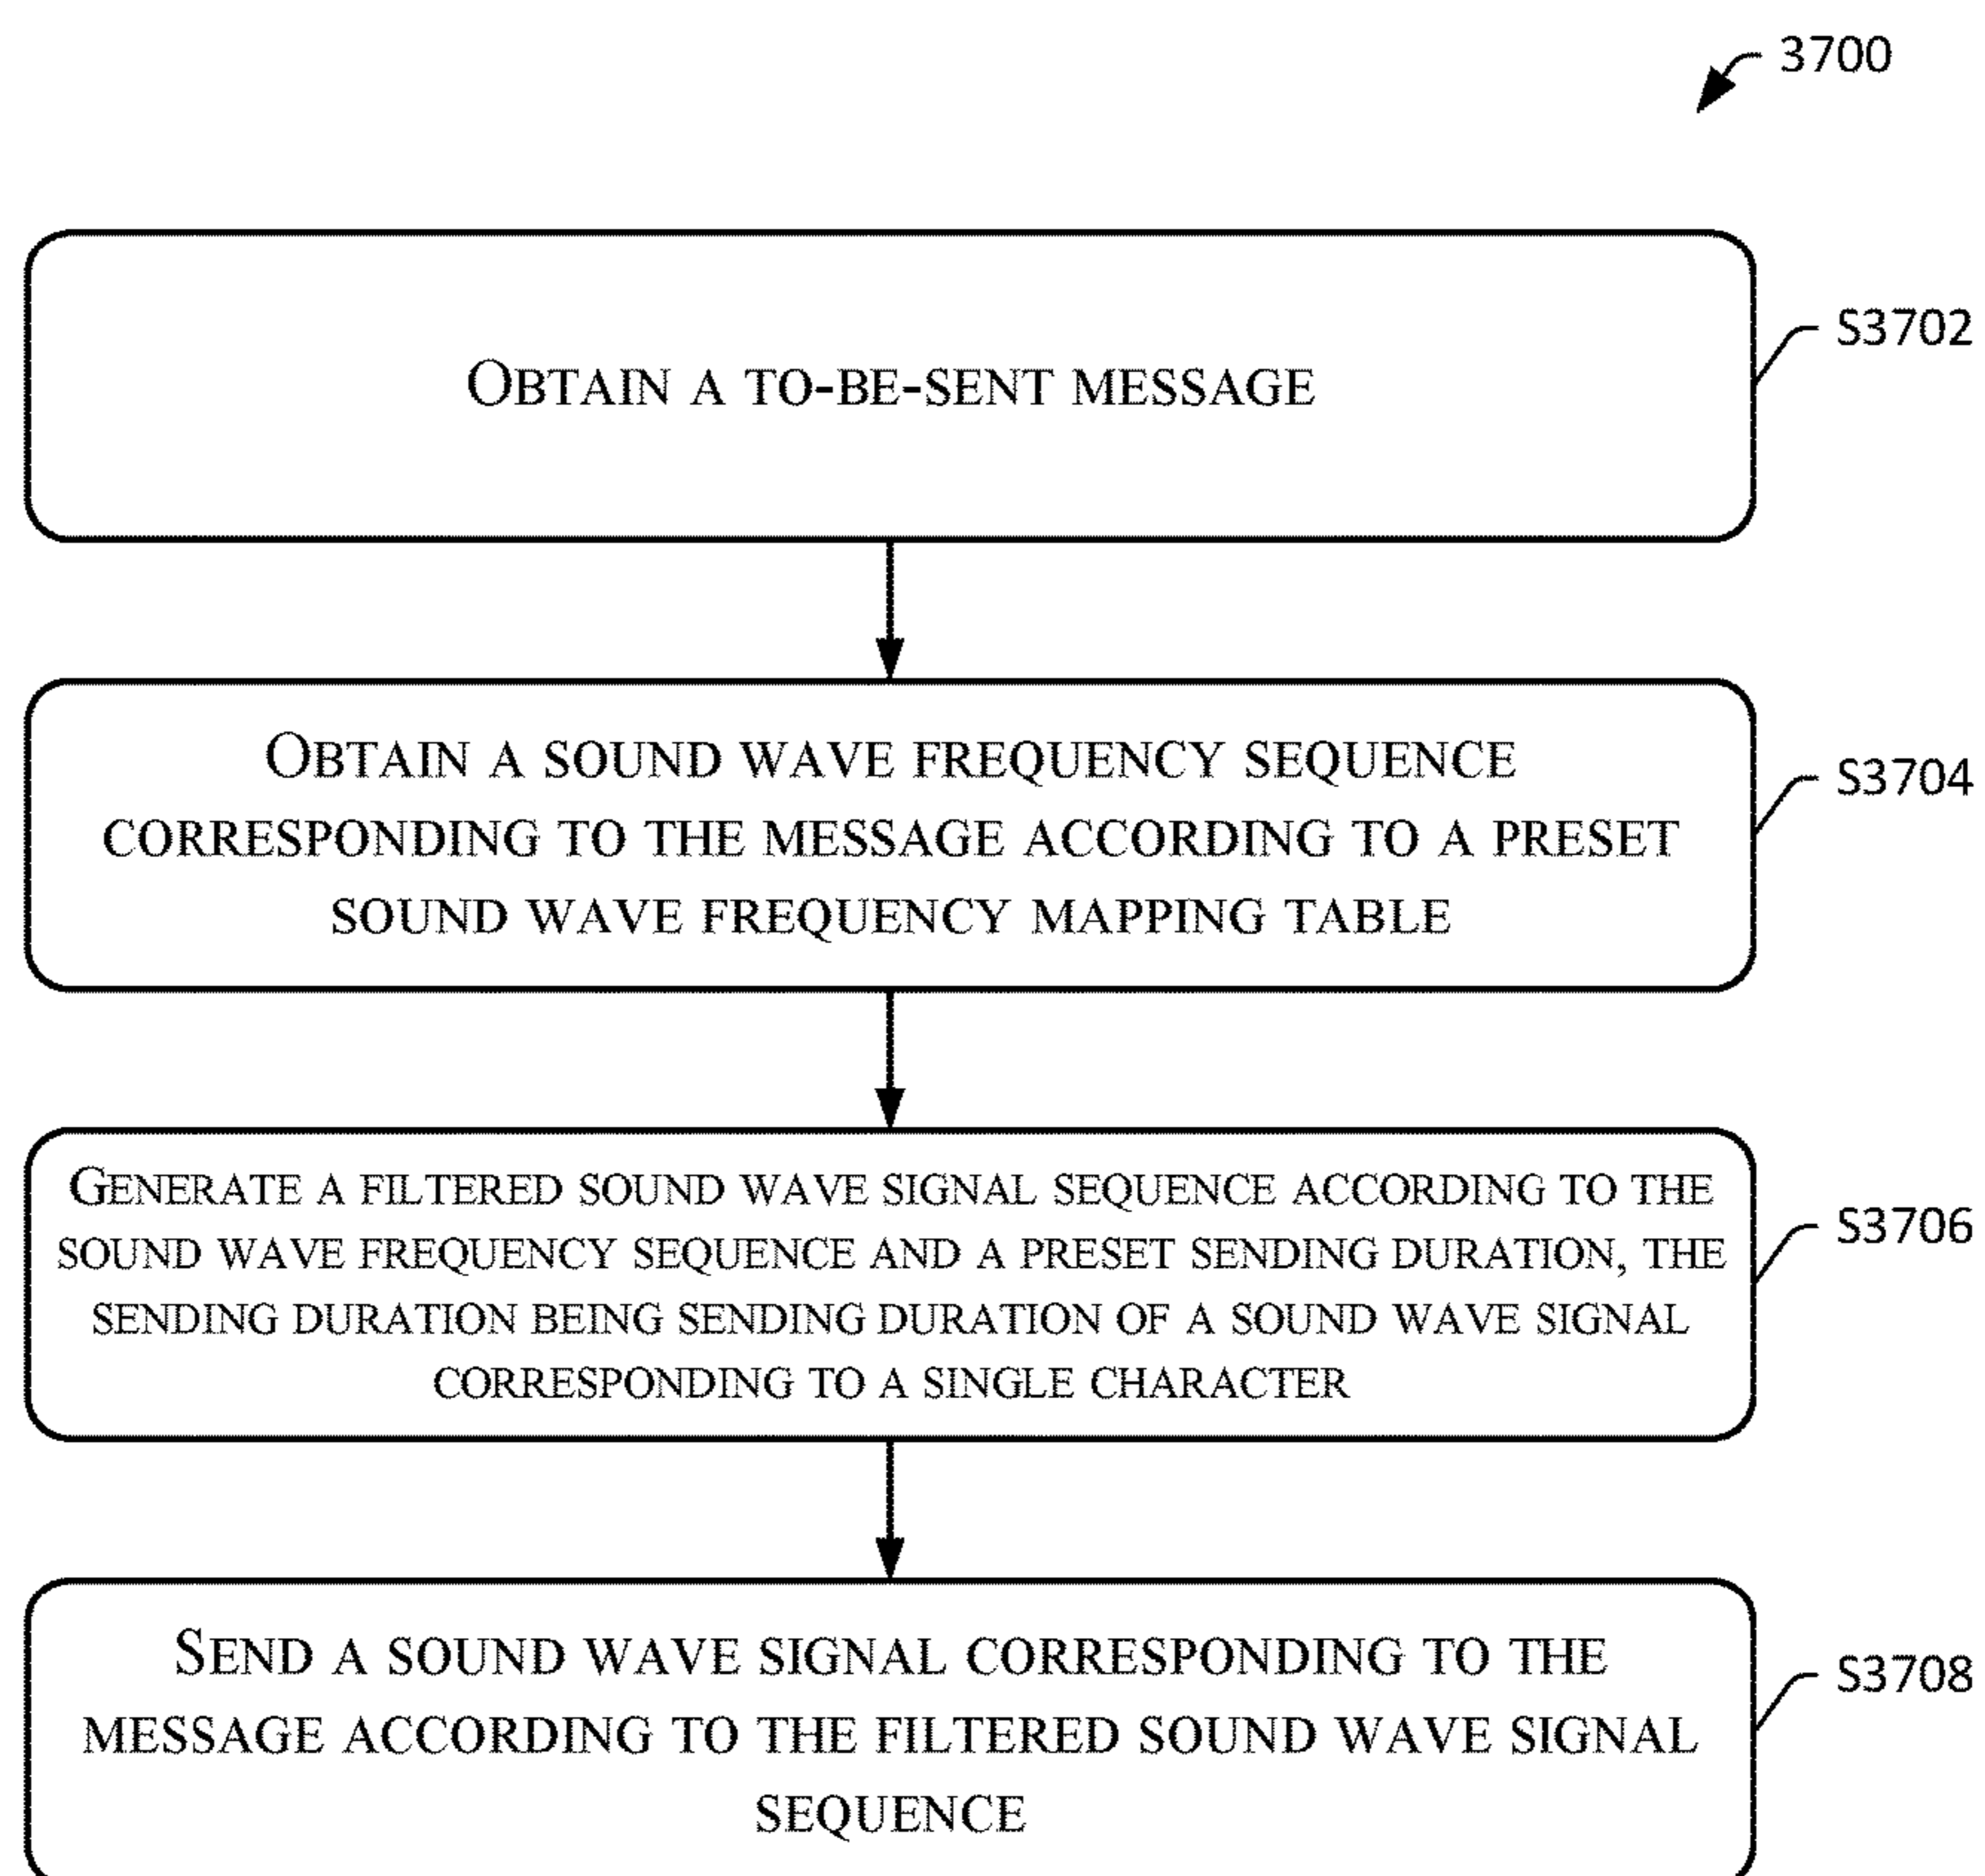 3700
OBTAIN A TO-BE-SENT MESSAGE
S3702
OBTAIN A SOUND WAVE FREQUENCY SEQUENCE
CORRESPONDING TO THE MESSAGE ACCORDING TO A PRESET
SOUND WAVE FREQUENCY MAPPING TABLE
S3704
GENERATE A FILTERED SOUND WAVE SIGNAL SEQUENCE ACCORDING TO THE
SOUND WAVE FREQUENCY SEQUENCE AND A PRESET SENDING DURATION, THE
SENDING DURATION BEING SENDING DURATION OF A SOUND WAVE SIGNAL
CORRESPONDING TO A SINGLE CHARACTER
S3706
SEND A SOUND WAVE SIGNAL CORRESPONDING TO THE
MESSAGE ACCORDING TO THE FILTERED SOUND WAVE SIGNAL
SEQUENCE
S3708